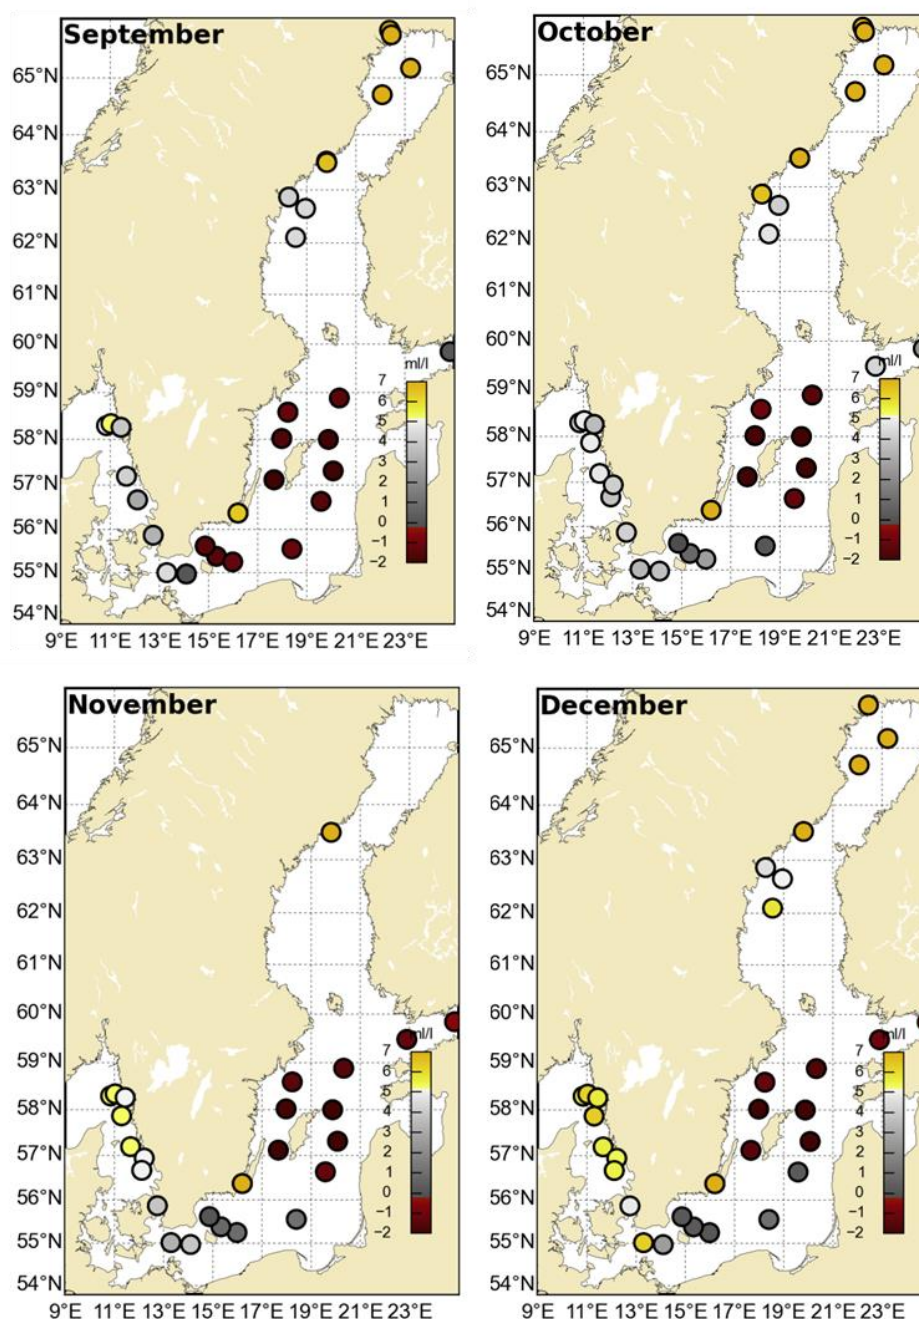 September
65°N
64°N
63°N
62°N
61°N
60°N
59°N
58°N
57°N
56°N
55°N
54°N
9°E 11°E 13°E 15°E 17°E 19°E 21°E 23°E
ml/l
7
6
5
4
3
2
1
0
−1
−2
October
65°N
64°N
63°N
62°N
61°N
60°N
59°N
58°N
57°N
56°N
55°N
54°N
9°E 11°E 13°E 15°E 17°E 19°E 21°E 23°E
ml/l
7
6
5
4
3
2
1
0
−1
−2
November
65°N
64°N
63°N
62°N
61°N
60°N
59°N
58°N
57°N
56°N
55°N
54°N
9°E 11°E 13°E 15°E 17°E 19°E 21°E 23°E
ml/l
7
6
5
4
3
2
1
0
−1
−2
December
65°N
64°N
63°N
62°N
61°N
60°N
59°N
58°N
57°N
56°N
55°N
54°N
9°E 11°E 13°E 15°E 17°E 19°E 21°E 23°E
ml/l
7
6
5
4
3
2
1
0
−1
−2